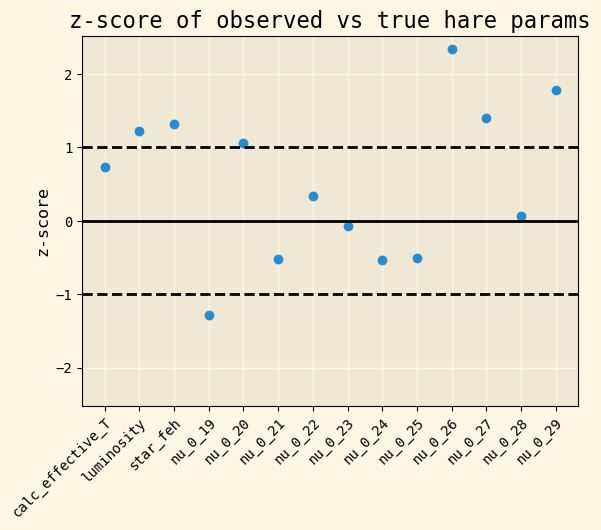 z-score of observed vs true hare params
z-score
2
1
0
−1
−2
calc_effective_T
luminosity
star_feh
nu_0_19
nu_0_20
nu_0_21
nu_0_22
nu_0_23
nu_0_24
nu_0_25
nu_0_26
nu_0_27
nu_0_28
nu_0_29